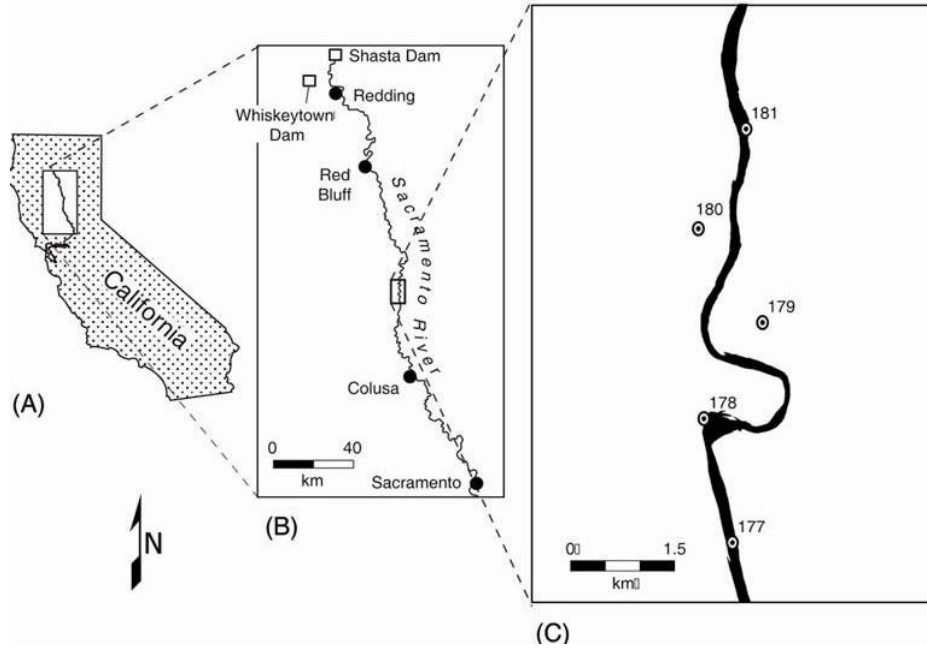 California
(A)
N
Shasta Dam
Whiskeytown
Dam
Redding
Red
Bluff
Sacramento River
Colusa
Sacramento
0 40
km
(B)
181
180
179
178
177
0 1.5
km
(C)